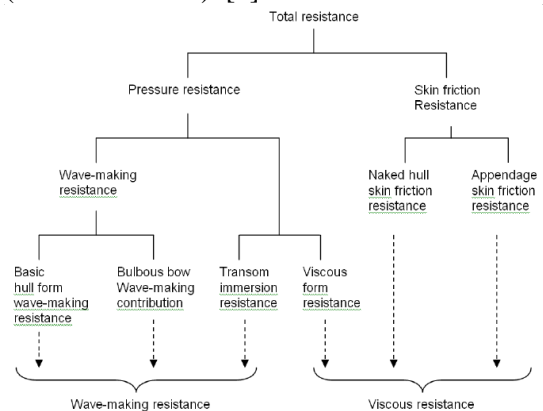 Total resistance
Pressure resistance
Skin friction
Resistance
Wave-making
resistance
Naked hull
skin friction
resistance
Appendage
skin friction
resistance
Basic
hull form
wave-making
resistance
Bulbous bow
Wave-making
contribution
Transom
immersion
resistance
Viscous
form
resistance
Wave-making resistance
Viscous resistance